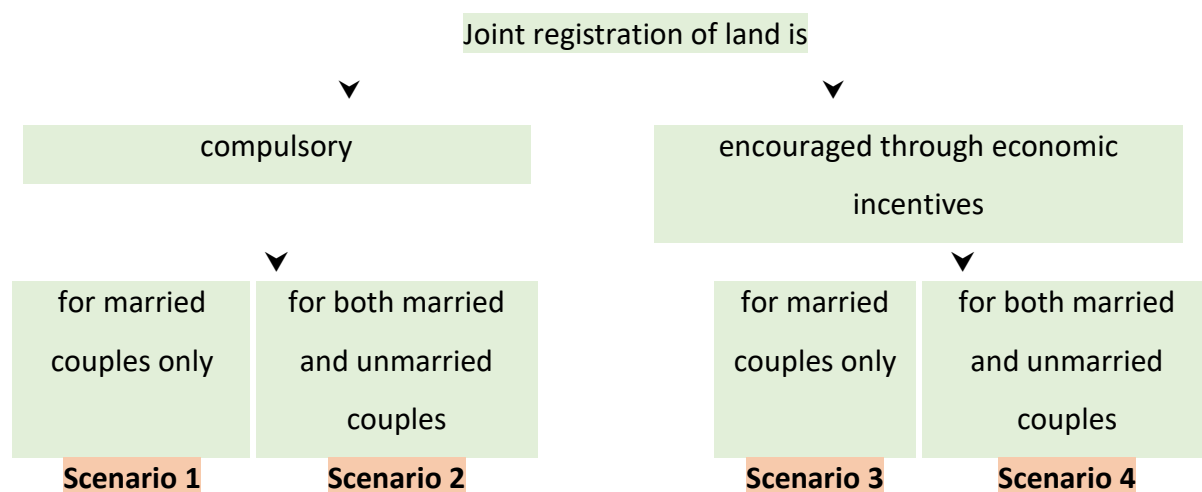 Joint registration of land is
compulsory
encouraged through economic
incentives
for married
couples only
for both married
and unmarried
couples
for married
couples only
for both married
and unmarried
couples
Scenario 1
Scenario 2
Scenario 3
Scenario 4